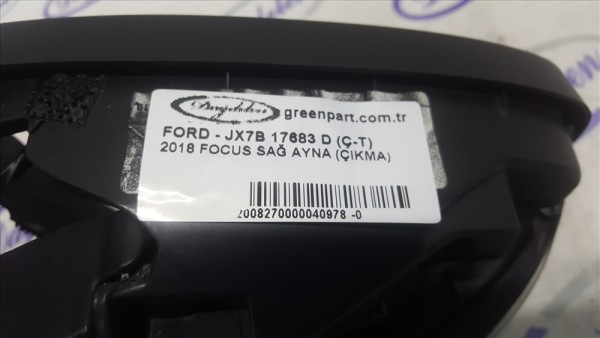 greenpart.com.tr
FORD - JX7B 17683 D (Ç-T)
2018 FOCUS SAĞ AYNA (ÇIKMA)
2008270000040978 -0